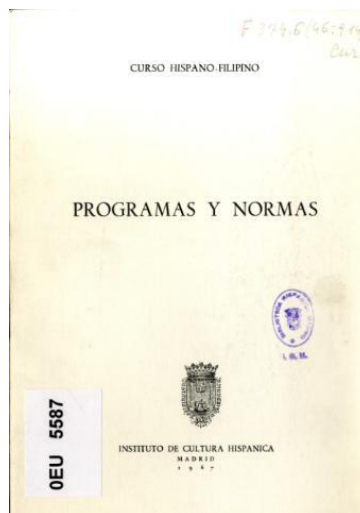 CURSO HISPANO-FILIPINO
PROGRAMAS Y NORMAS
INSTITUTO DE CULTURA HISPANICA
MADRID
1967
0EU 5587